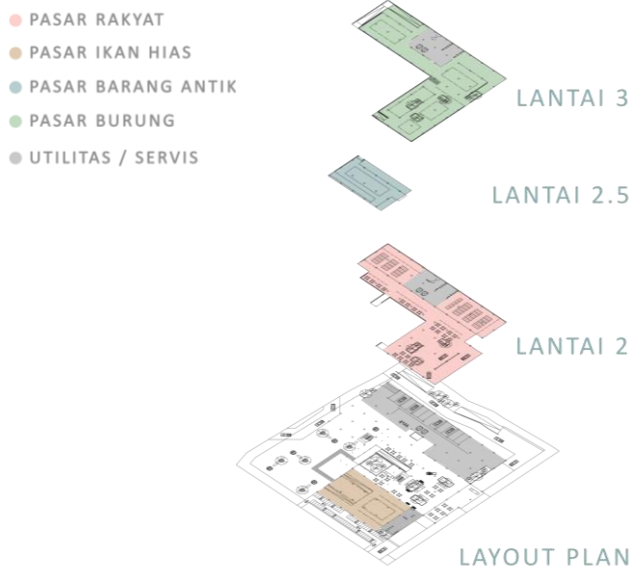 PASAR RAKYAT
PASAR IKAN HIAS
PASAR BARANG ANTIK
PASAR BURUNG
UTILITAS / SERVIS
LANTAI 3
LANTAI 2.5
LANTAI 2
LAYOUT PLAN